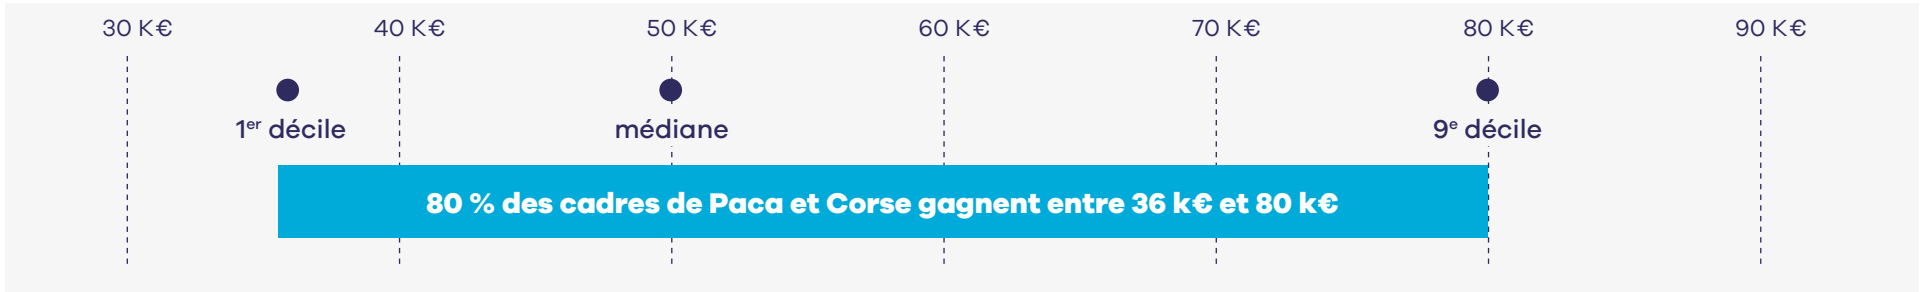 30 K€ 40 K€ 50 K€ 60 K€ 70 K€ 80 K€ 90 K€
1er décile médiane 9e décile
80 % des cadres de Paca et Corse gagnent entre 36 k€ et 80 k€